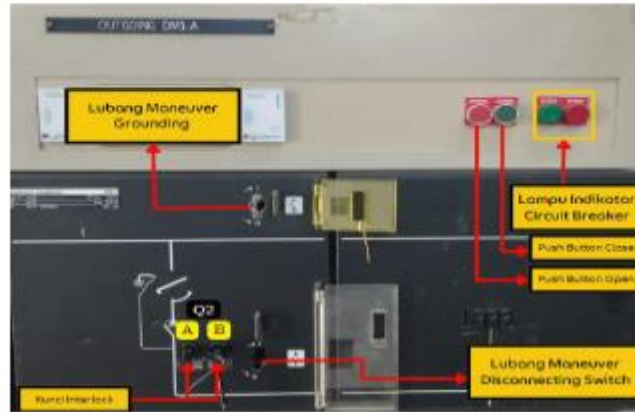 OUTGOING DM1-A
Lubang Maneuver
Grounding
Lampu Indikator
Circuit Breaker
Push Button Close
Push Button Open
Q2
A B
Lubang Maneuver
Disconnecting Switch
Kunci Interlock